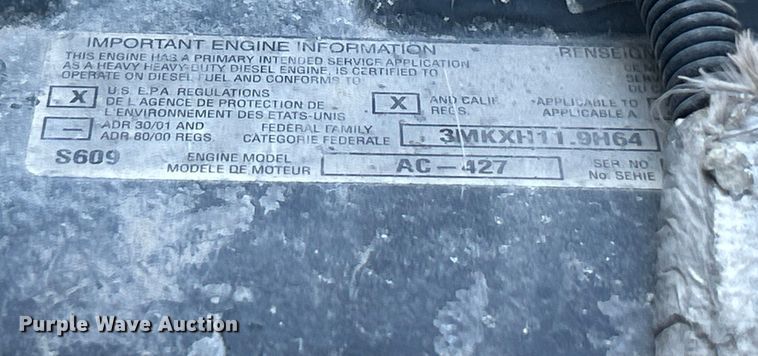 IMPORTANT ENGINE INFORMATION
THIS ENGINE HAS A PRIMARY INTENDED SERVICE APPLICATION
AS A HEAVY HEAVY-DUTY DIESEL ENGINE, IS CERTIFIED TO
OPERATE ON DIESEL FUEL AND CONFORMS TO:
X U.S. E.P.A. REGULATIONS
DE L'AGENCE DE PROTECTION DE
L'ENVIRONNEMENT DES ETATS-UNIS
X AND CALIF.
REGS.
APPLICABLE TO
APPLICABLE A
— ADR 30/01 AND
ADR 80/00 REGS
FEDERAL FAMILY
CATEGORIE FEDERALE
3MKXH11.9H64
S609
ENGINE MODEL
MODELE DE MOTEUR
AC-427
SER NO
No. SERIE
RENSEIGN
Purple Wave Auction